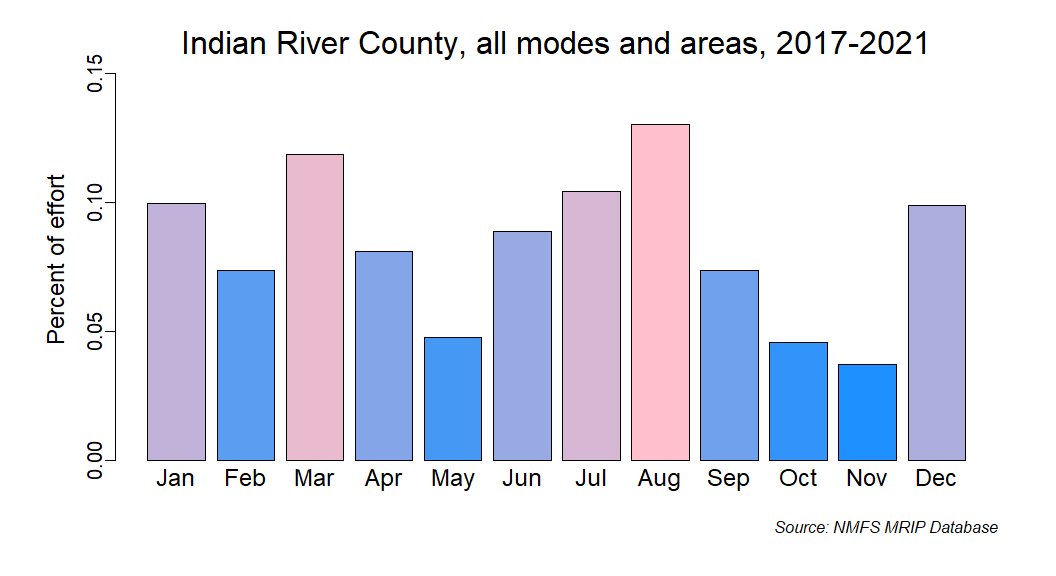 Indian River County, all modes and areas, 2017-2021
Percent of effort
0.15
0.10
0.05
0.00
Jan Feb Mar Apr May Jun Jul Aug Sep Oct Nov Dec
Source: NMFS MRIP Database